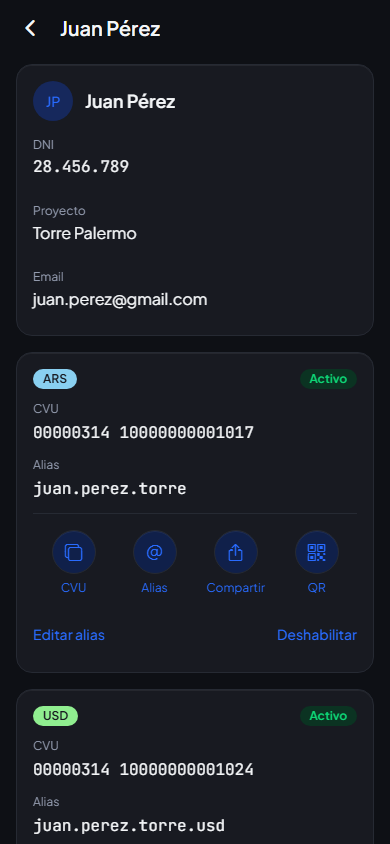 Juan Pérez
JP
Juan Pérez
DNI
28.456.789
Proyecto
Torre Palermo
Email
juan.perez@gmail.com
ARS
Activo
CVU
00000314 10000000001017
Alias
juan.perez.torre
@
CVU
Alias
Compartir
QR
Editar alias
Deshabilitar
USD
Activo
CVU
00000314 10000000001024
Alias
juan.perez.torre.usd